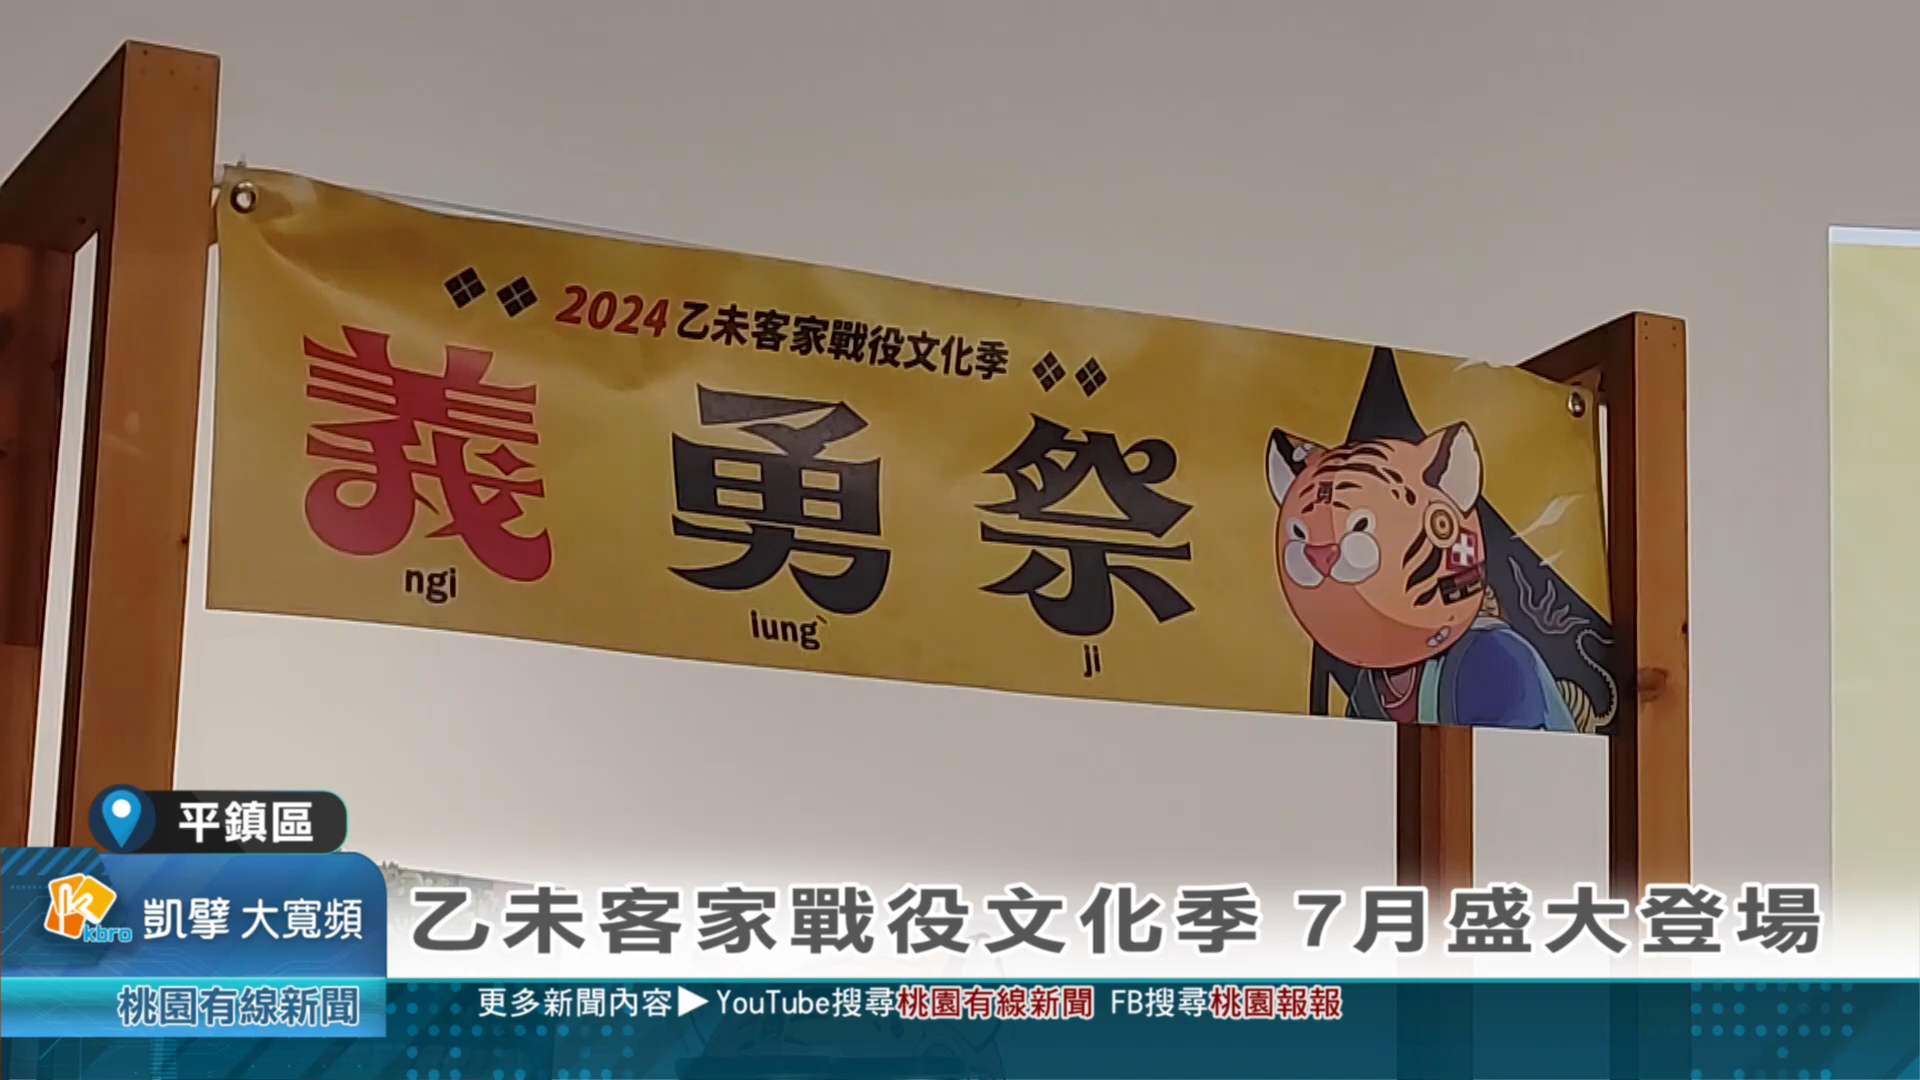 2024乙未客家戰役文化季
義勇祭
ngi iungˋ ji
勇
平鎮區
kbro 凱擘大寬頻
乙未客家戰役文化季 7月盛大登場
桃園有線新聞
更多新聞內容▶YouTube搜尋桃園有線新聞 FB搜尋桃園報報